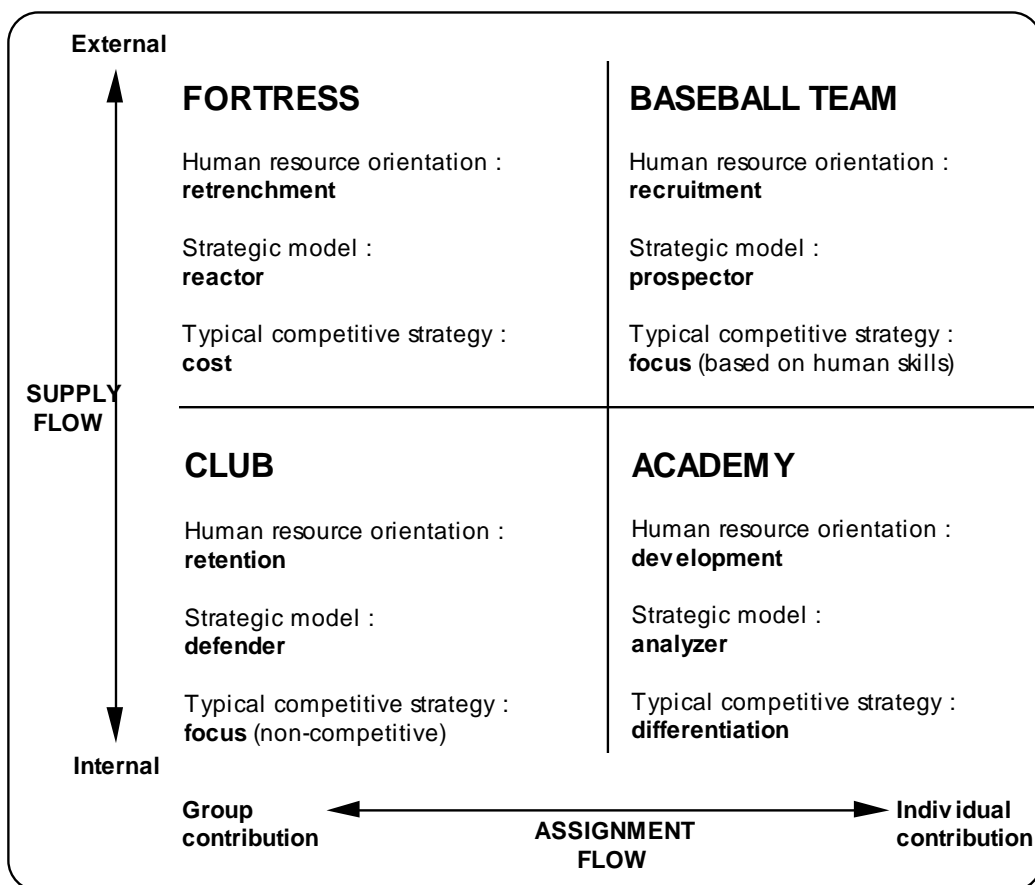 External
FORTRESS
Human resource orientation :
retrenchment
Strategic model :
reactor
Typical competitive strategy :
cost
BASEBALL TEAM
Human resource orientation :
recruitment
Strategic model :
prospector
Typical competitive strategy :
focus (based on human skills)
SUPPLY
FLOW
CLUB
Human resource orientation :
retention
Strategic model :
defender
Typical competitive strategy :
focus (non-competitive)
ACADEMY
Human resource orientation :
development
Strategic model :
analyzer
Typical competitive strategy :
differentiation
Internal
Group
contribution
ASSIGNMENT
FLOW
Individual
contribution